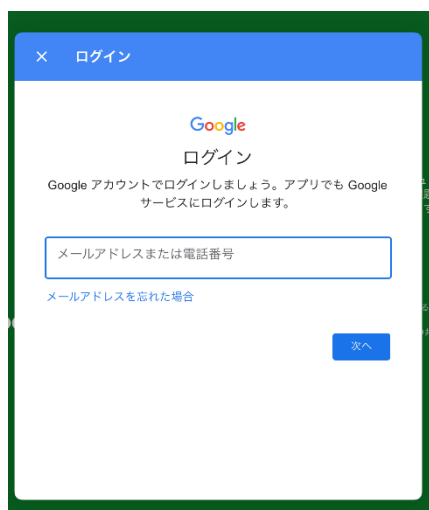 × ログイン
Google
ログイン
Google アカウントでログインしましょう。アプリでも Google
サービスにログインします。
メールアドレスまたは電話番号
メールアドレスを忘れた場合
次へ